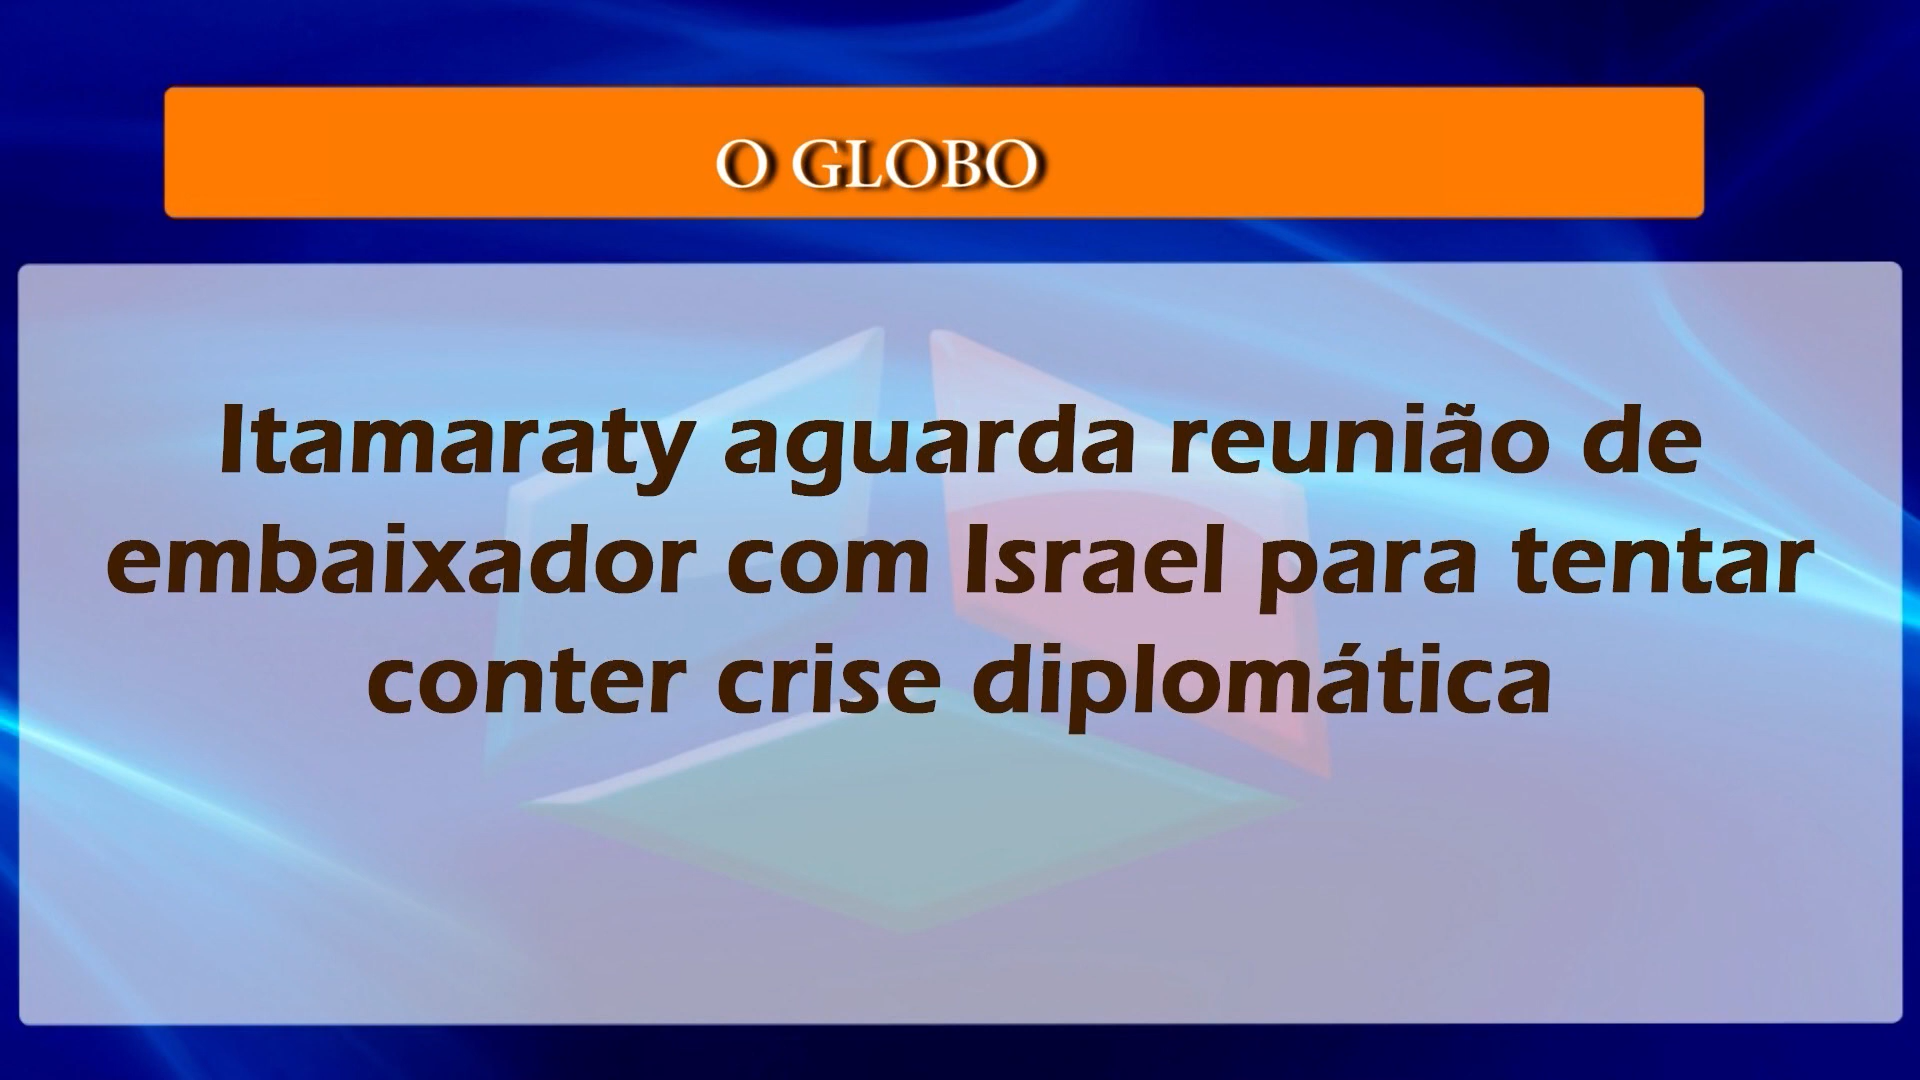 O GLOBO
Itamaraty aguarda reunião de
embaixador com Israel para tentar
conter crise diplomática